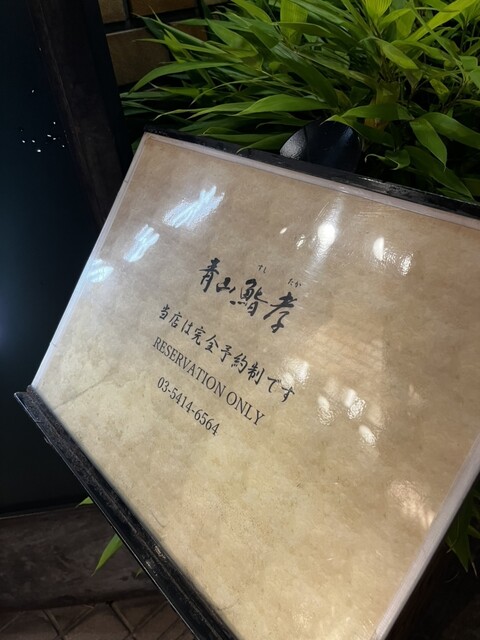 すし たか
青山鮨孝
当店は完全予約制です
RESERVATION ONLY
03-5414-6564